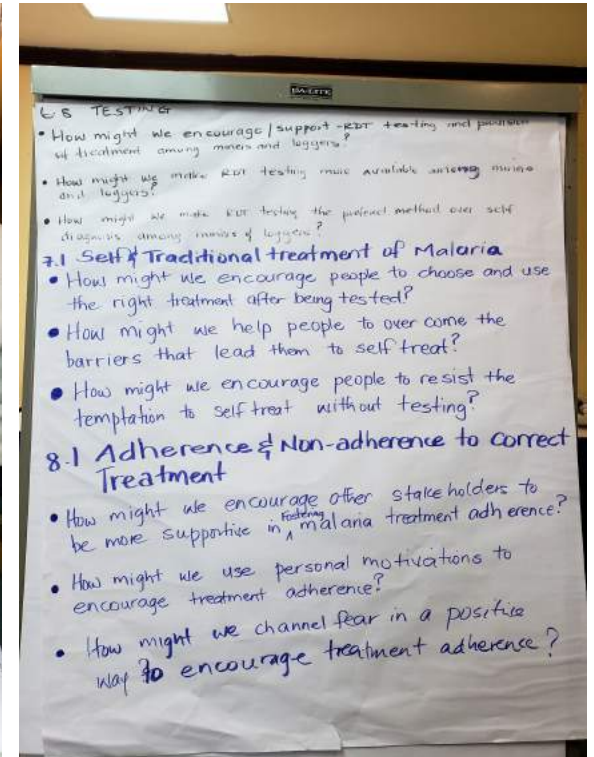 DA-LITE
6.8 TESTING
• How might we encourage/support RDT testing and provision
of treatment among miners and loggers?
• How might we make RDT testing more available among miners
and loggers?
• How might we make RDT testing the prefered method over self
diagnosis among miners & loggers?
7.1 Self & Traditional treatment of Malaria
• How might we encourage people to choose and use
the right treatment after being tested?
• How might we help people to over come the
barriers that lead them to self treat?
• How might we encourage people to resist the
temptation to self treat without testing?
8.1 Adherence & Non-adherence to correct
Treatment
• How might we encourage other stake holders to
be more supportive in fostering malaria treatment adherence?
• How might we use personal motivations to
encourage treatment adherence?
• How might we channel fear in a positive
way to encourage treatment adherence?